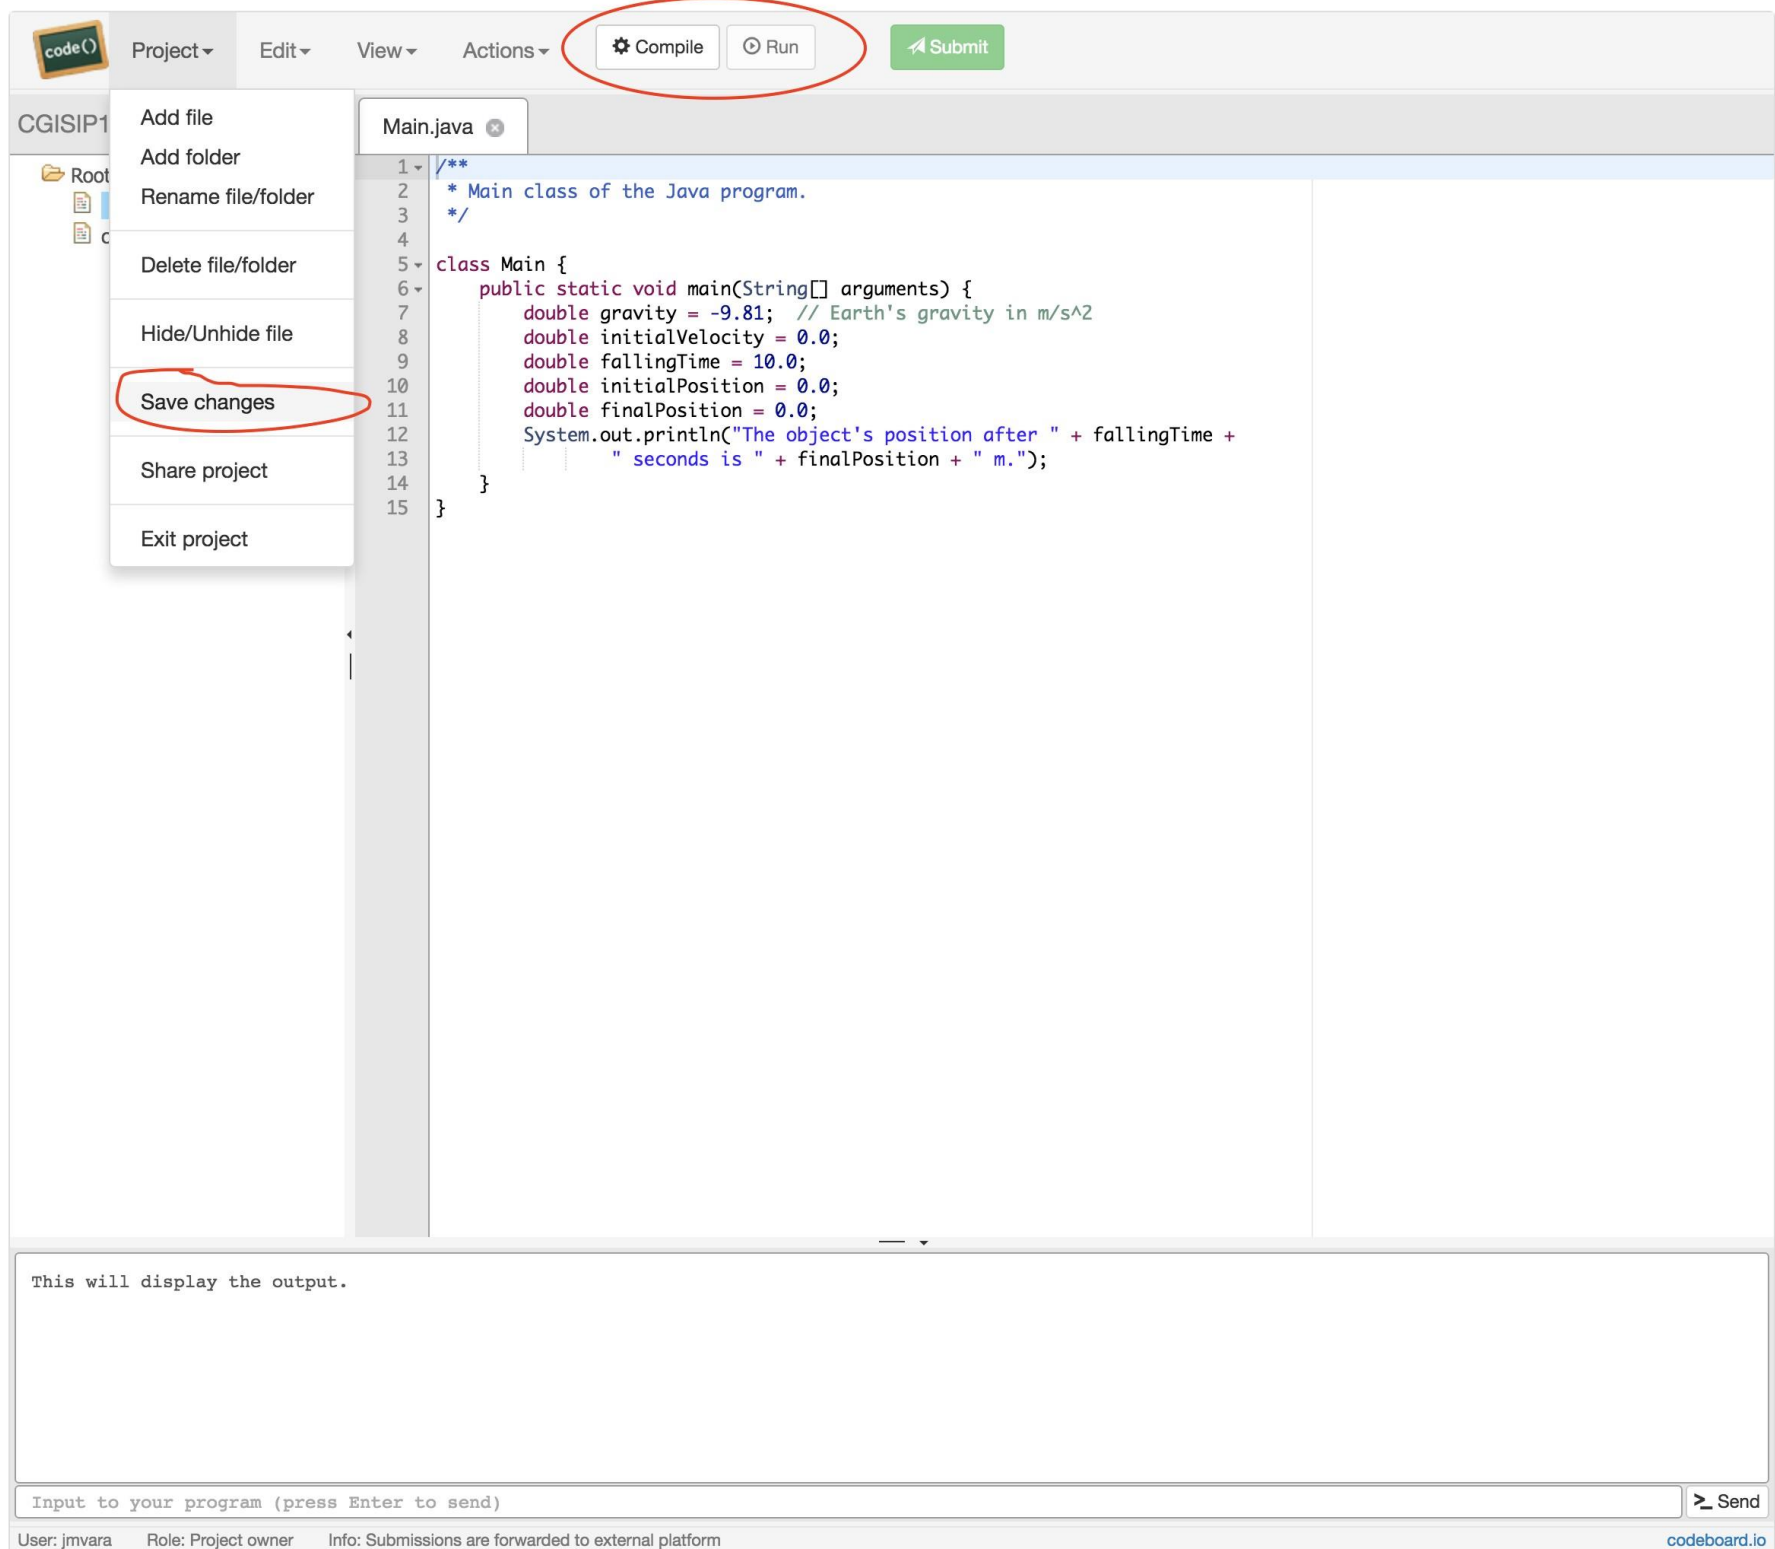 code() Project Edit View Actions Compile Run Submit
CGISIP1
Main.java
Root
Add file
Add folder
Rename file/folder
Delete file/folder
Hide/Unhide file
Save changes
Share project
Exit project
1 /**
2  * Main class of the Java program.
3  */
4
5 class Main {
6     public static void main(String[] arguments) {
7         double gravity = -9.81;  // Earth's gravity in m/s^2
8         double initialVelocity = 0.0;
9         double fallingTime = 10.0;
10         double initialPosition = 0.0;
11         double finalPosition = 0.0;
12         System.out.println("The object's position after " + fallingTime +
13                 " seconds is " + finalPosition + " m.");
14     }
15 }
This will display the output.
Input to your program (press Enter to send)
Send
User: jmvara Role: Project owner Info: Submissions are forwarded to external platform codeboard.io